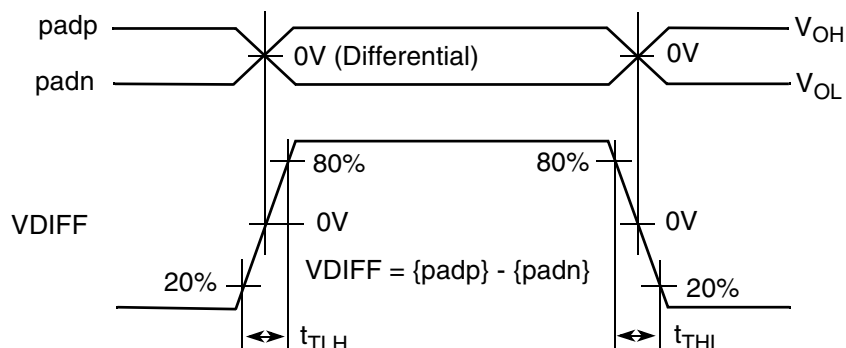 padp
V_OH
0V (Differential)
0V
padn
V_OL
80%
80%
VDIFF
0V
0V
VDIFF = {padp} - {padn}
20%
20%
t_TLH
t_THL